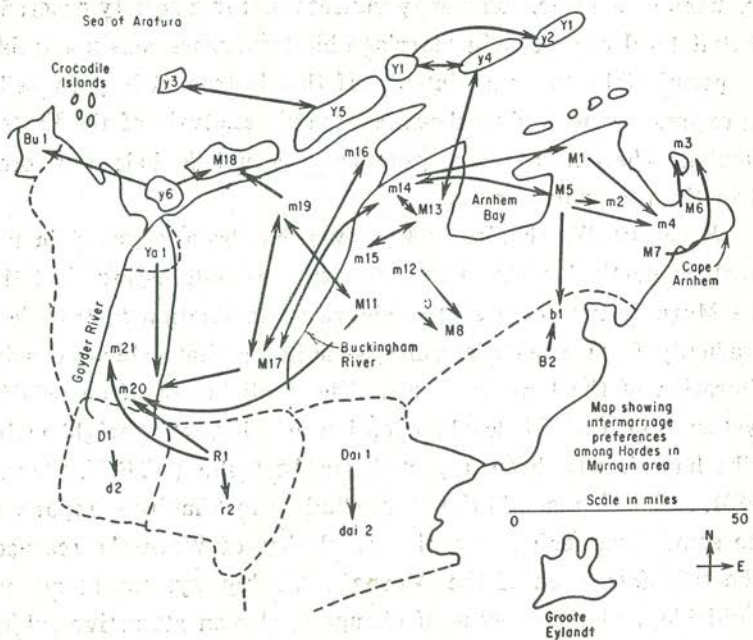 Sea of Arafura
Crocodile
Islands
Y1
y2
Y1
y4
y3
Y5
Bu 1
M18
m16
y6
m3
M1
m14
m19
M13
Arnhem
Bay
M5
m2
m4
M6
m15
M7
Ya 1
m12
Cape
Arnhem
M11
Goyder River
M8
b1
m21
M17
Buckingham
River
B2
m20
Map showing
intermarriage
preferences
among Hordes in
Murngin area
D1
R1
Dai 1
d2
r2
Scale in miles
0
50
dai 2
N
E
Groote
Eylandt